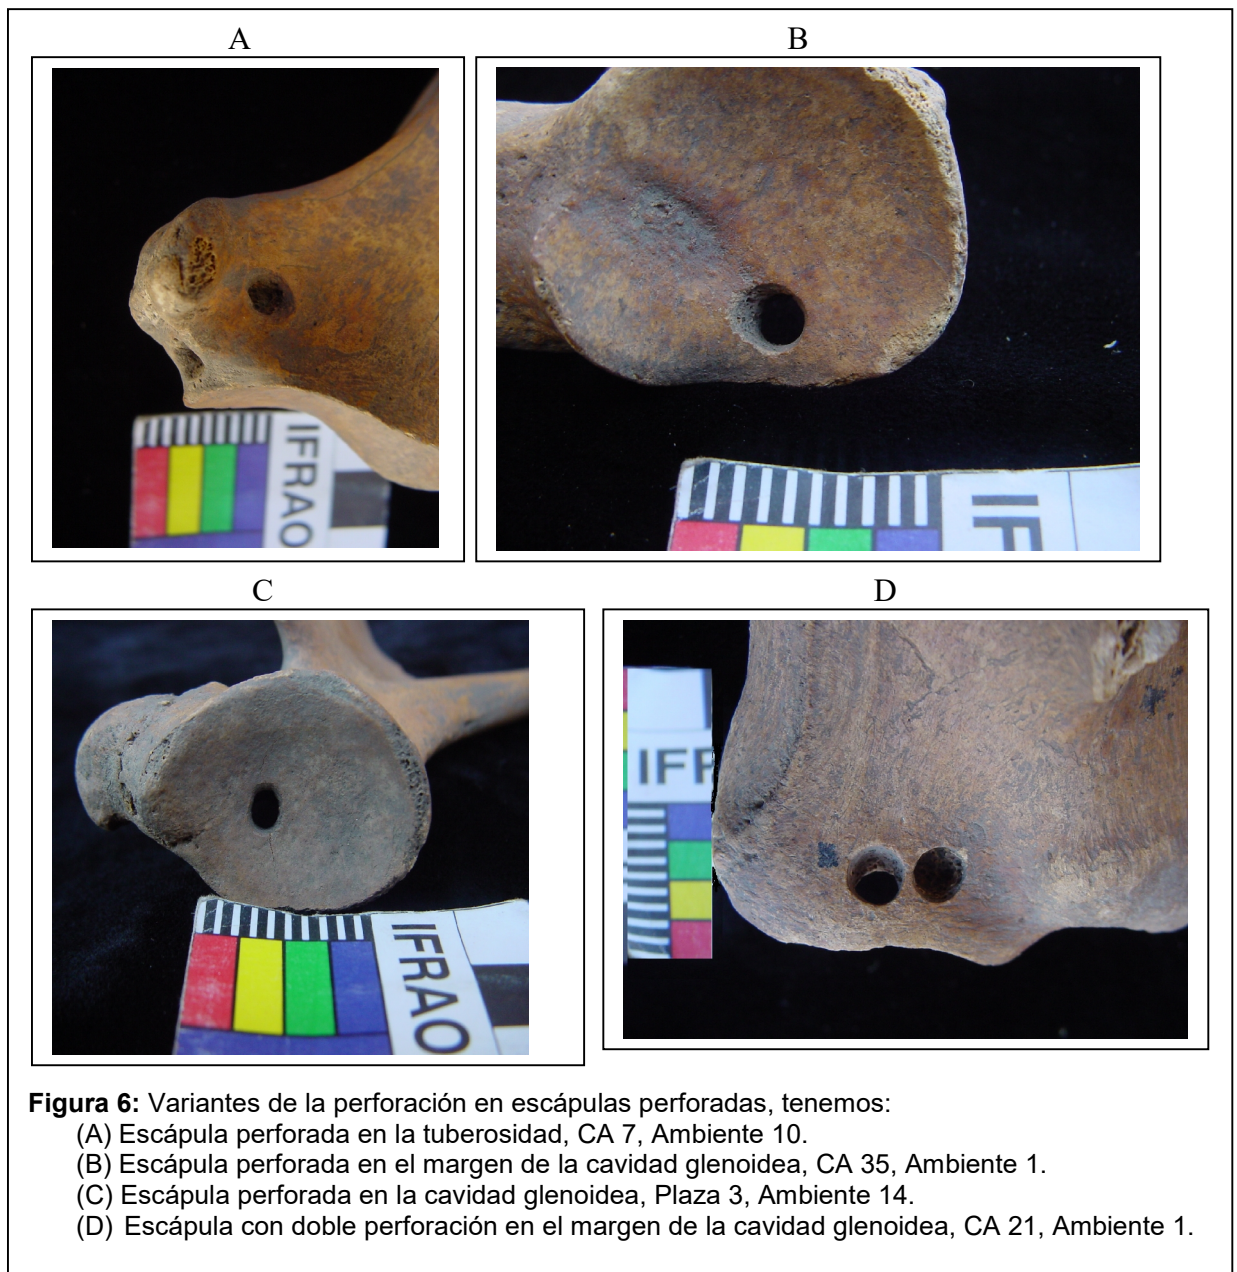 A
B
IFRAO
IF
C
D
IFRAO
IFF
Figura 6: Variantes de la perforación en escápulas perforadas, tenemos:
(A) Escápula perforada en la tuberosidad, CA 7, Ambiente 10.
(B) Escápula perforada en el margen de la cavidad glenoidea, CA 35, Ambiente 1.
(C) Escápula perforada en la cavidad glenoidea, Plaza 3, Ambiente 14.
(D) Escápula con doble perforación en el margen de la cavidad glenoidea, CA 21, Ambiente 1.